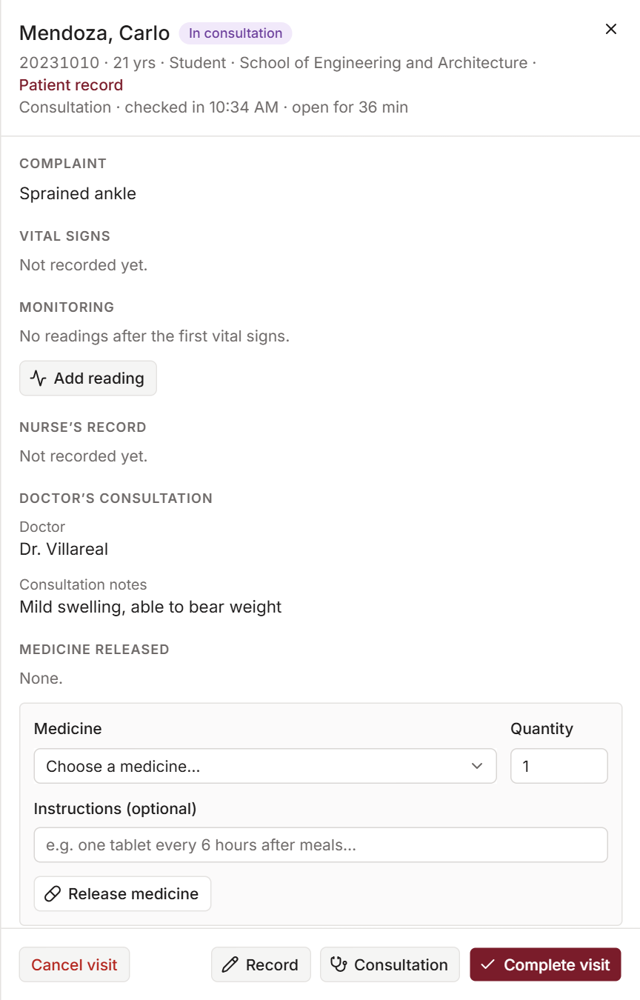 Mendoza, Carlo In consultation
20231010 · 21 yrs · Student · School of Engineering and Architecture ·
Patient record
Consultation · checked in 10:34 AM · open for 36 min
COMPLAINT
Sprained ankle
VITAL SIGNS
Not recorded yet.
MONITORING
No readings after the first vital signs.
Add reading
NURSE’S RECORD
Not recorded yet.
DOCTOR’S CONSULTATION
Doctor
Dr. Villareal
Consultation notes
Mild swelling, able to bear weight
MEDICINE RELEASED
None.
Medicine Quantity
Choose a medicine... 1
Instructions (optional)
e.g. one tablet every 6 hours after meals...
Release medicine
Cancel visit Record Consultation Complete visit